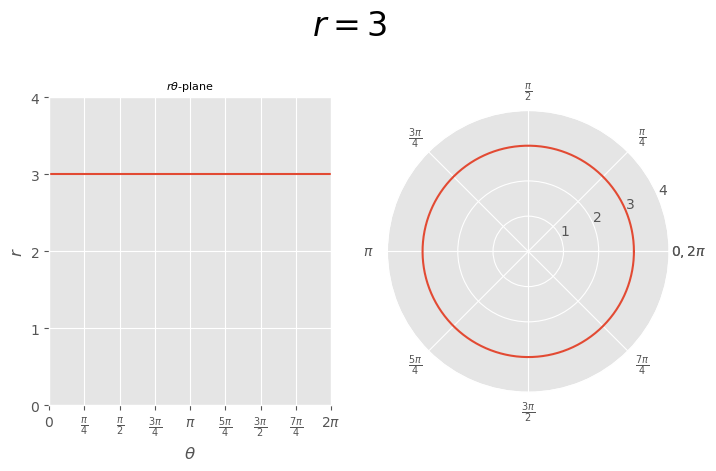 r = 3
rθ-plane
4
3
2
1
0
r
0 π/4 π/2 3π/4 π 5π/4 3π/2 7π/4 2π
θ
π/2
3π/4 π/4
4
3
2
1
π 0, 2π
5π/4 7π/4
3π/2